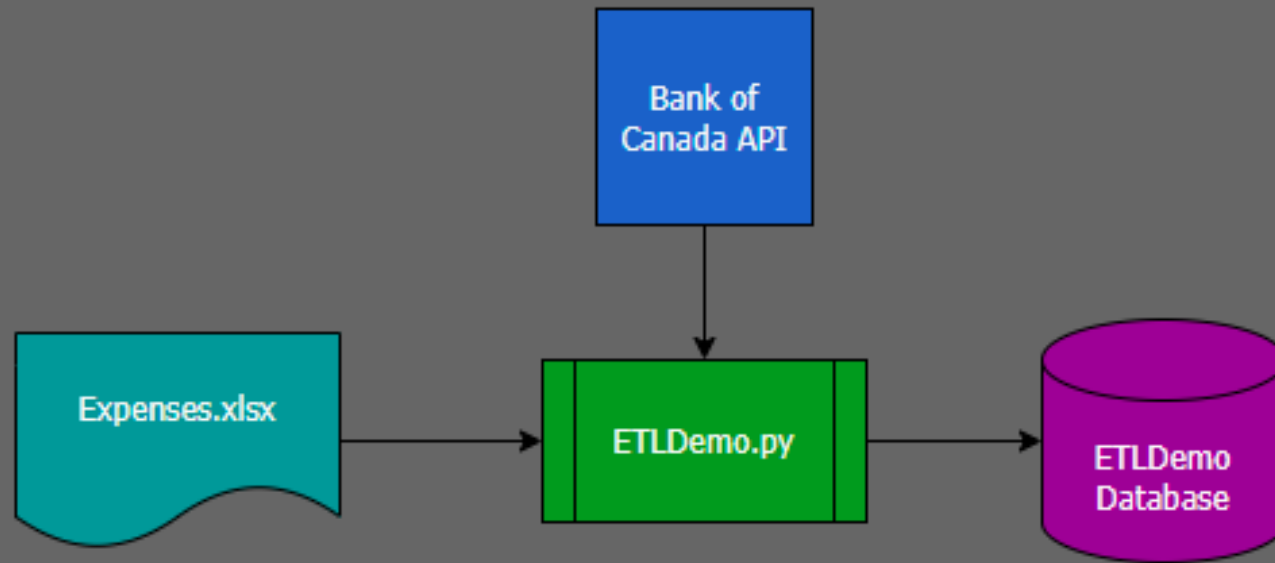 Bank of
Canada API
Expenses.xlsx
ETLDemo.py
ETLDemo
Database